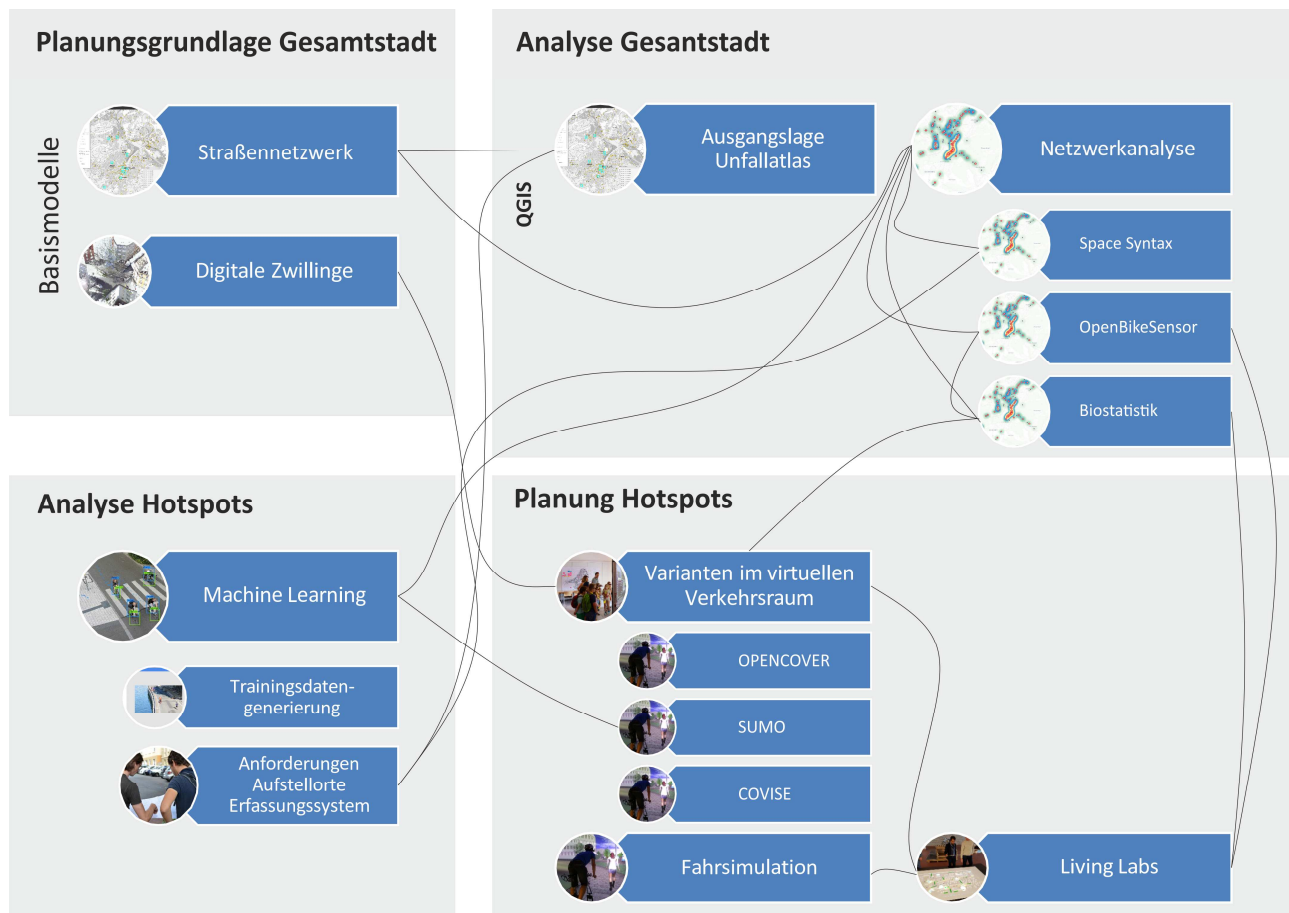 Planungsgrundlage Gesamtstadt
Basismodelle
Straßennetzwerk
Digitale Zwillinge
Analyse Gesantstadt
QGIS
Ausgangslage
Unfallatlas
Netzwerkanalyse
Space Syntax
OpenBikeSensor
Biostatistik
Analyse Hotspots
Machine Learning
Trainingsdaten-
generierung
Anforderungen
Aufstellorte
Erfassungssystem
Planung Hotspots
Varianten im virtuellen
Verkehrsraum
OPENCOVER
SUMO
COVISE
Fahrsimulation
Living Labs